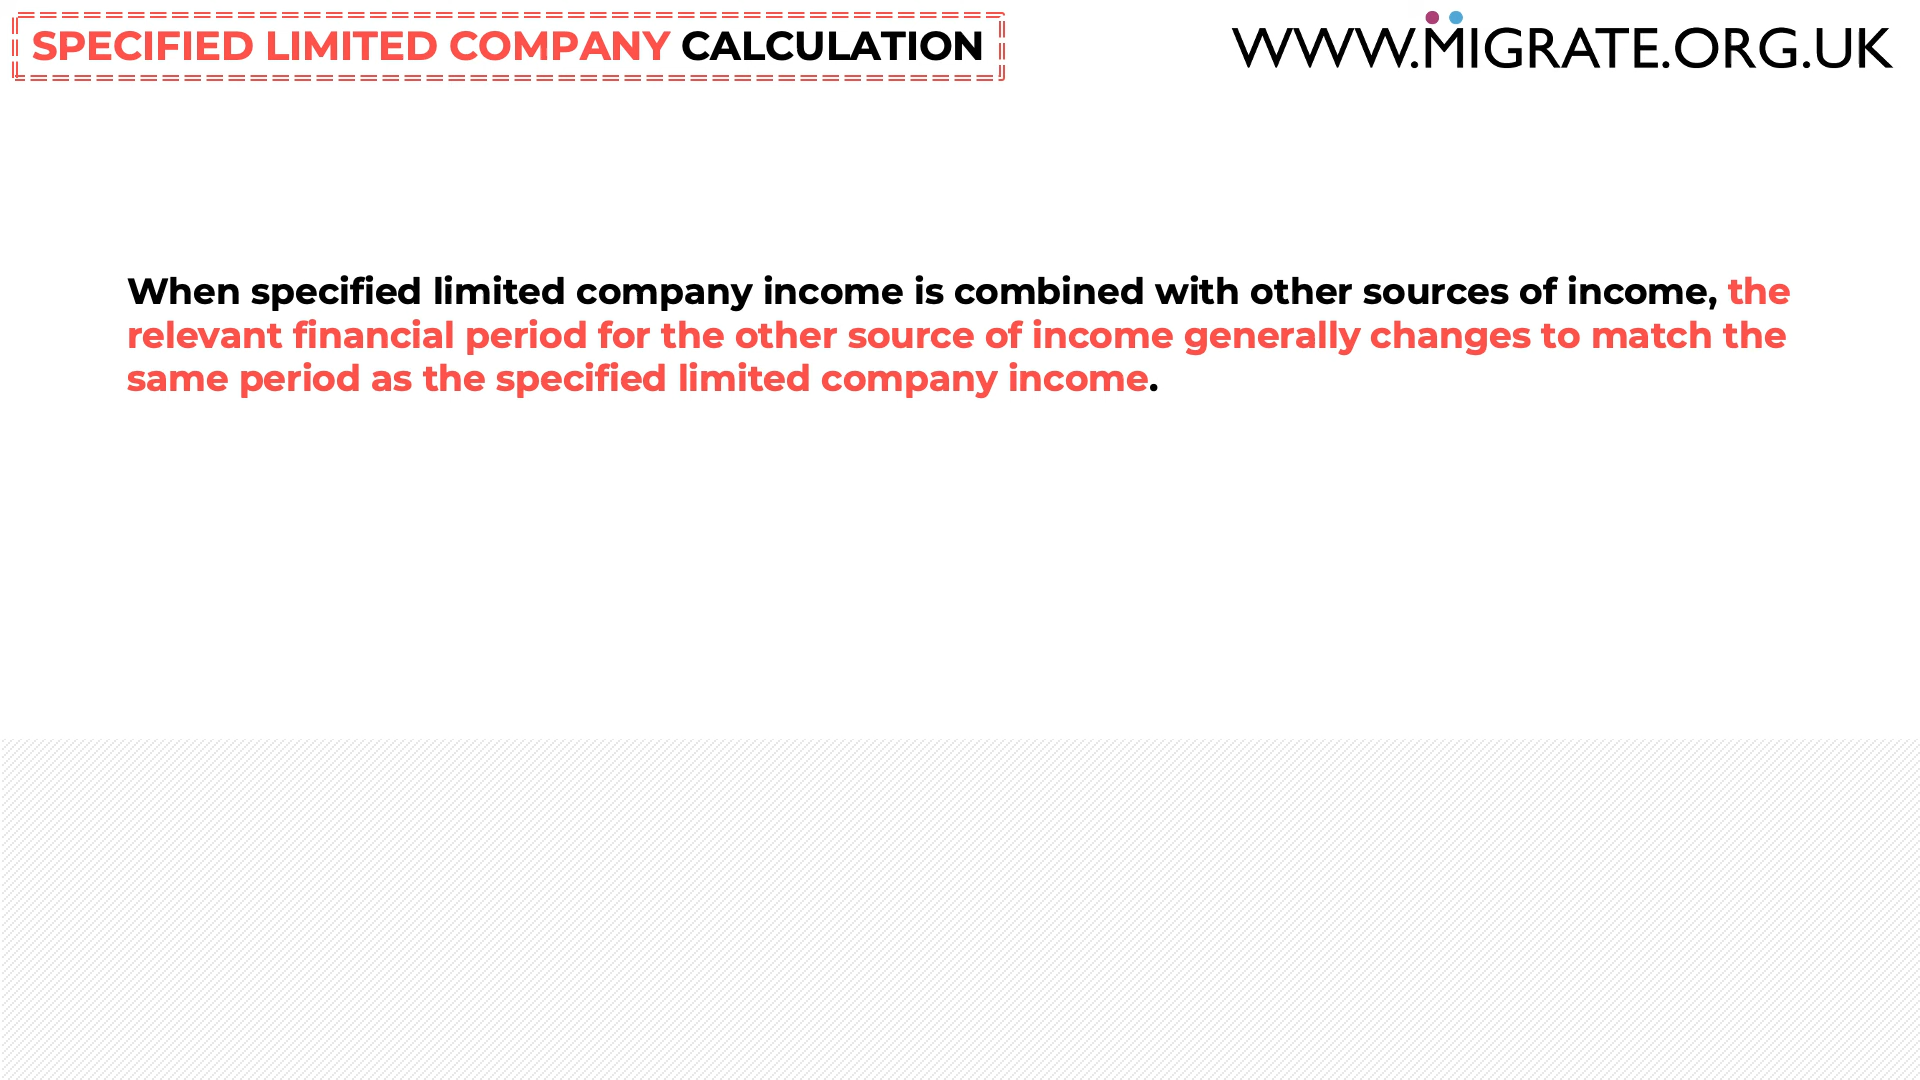 SPECIFIED LIMITED COMPANY CALCULATION
WWW.MIGRATE.ORG.UK
When specified limited company income is combined with other sources of income, the
relevant financial period for the other source of income generally changes to match the
same period as the specified limited company income.